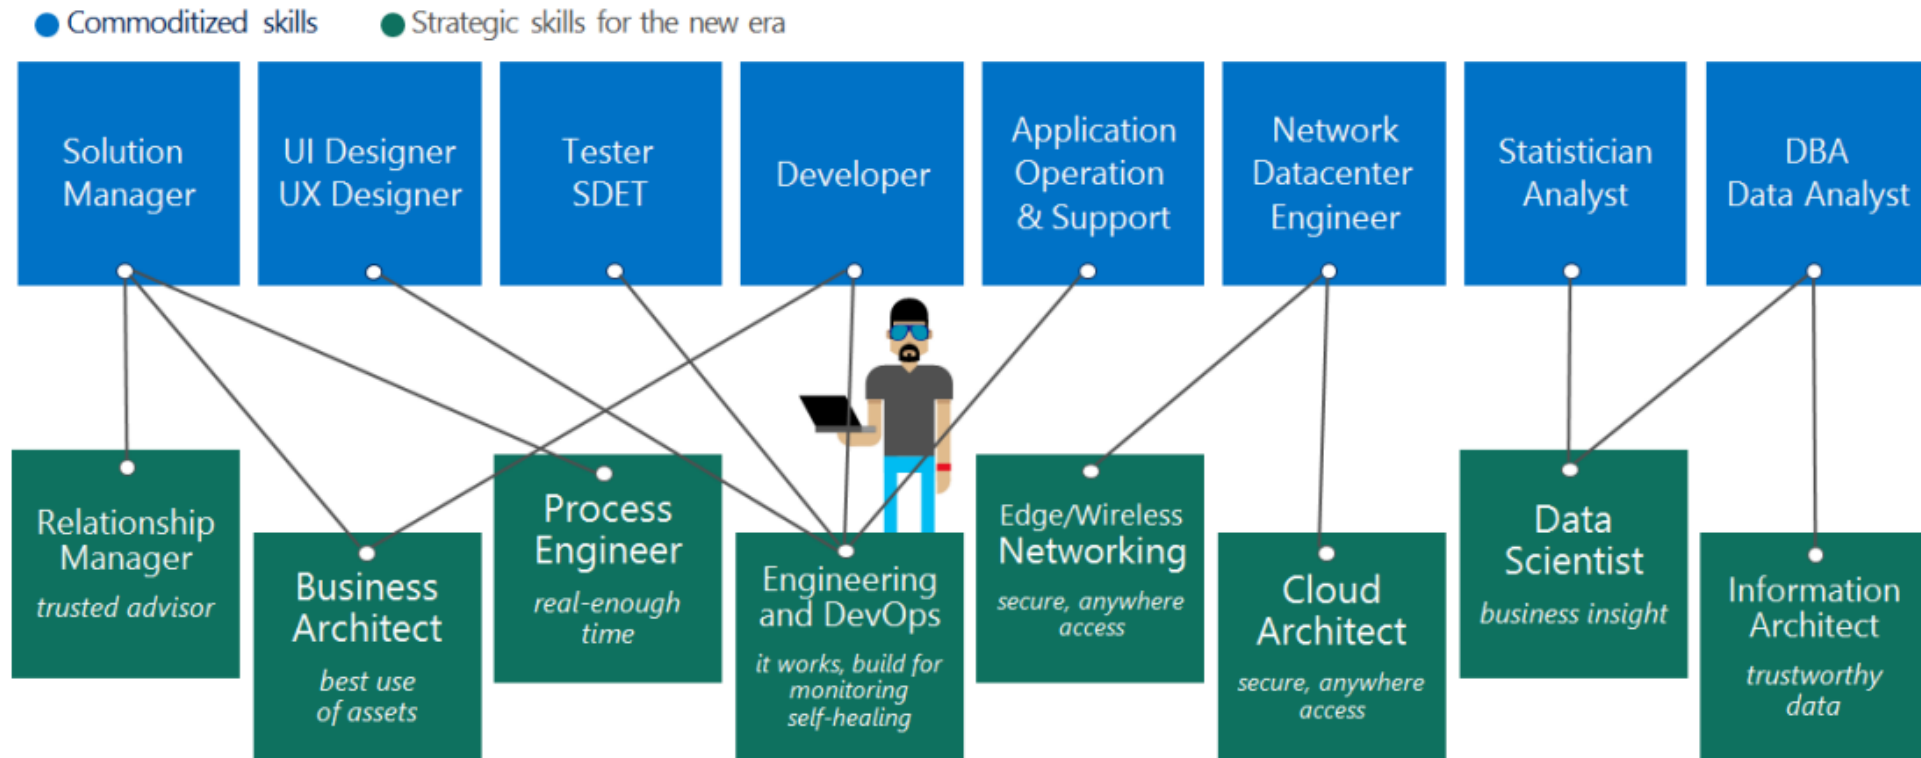 Commoditized skills
Strategic skills for the new era
Solution
Manager
UI Designer
UX Designer
Tester
SDET
Developer
Application
Operation
& Support
Network
Datacenter
Engineer
Statistician
Analyst
DBA
Data Analyst
Relationship
Manager
trusted advisor
Business
Architect
best use
of assets
Process
Engineer
real-enough
time
Engineering
and DevOps
it works, build for
monitoring
self-healing
Edge/Wireless
Networking
secure, anywhere
access
Cloud
Architect
secure, anywhere
access
Data
Scientist
business insight
Information
Architect
trustworthy
data